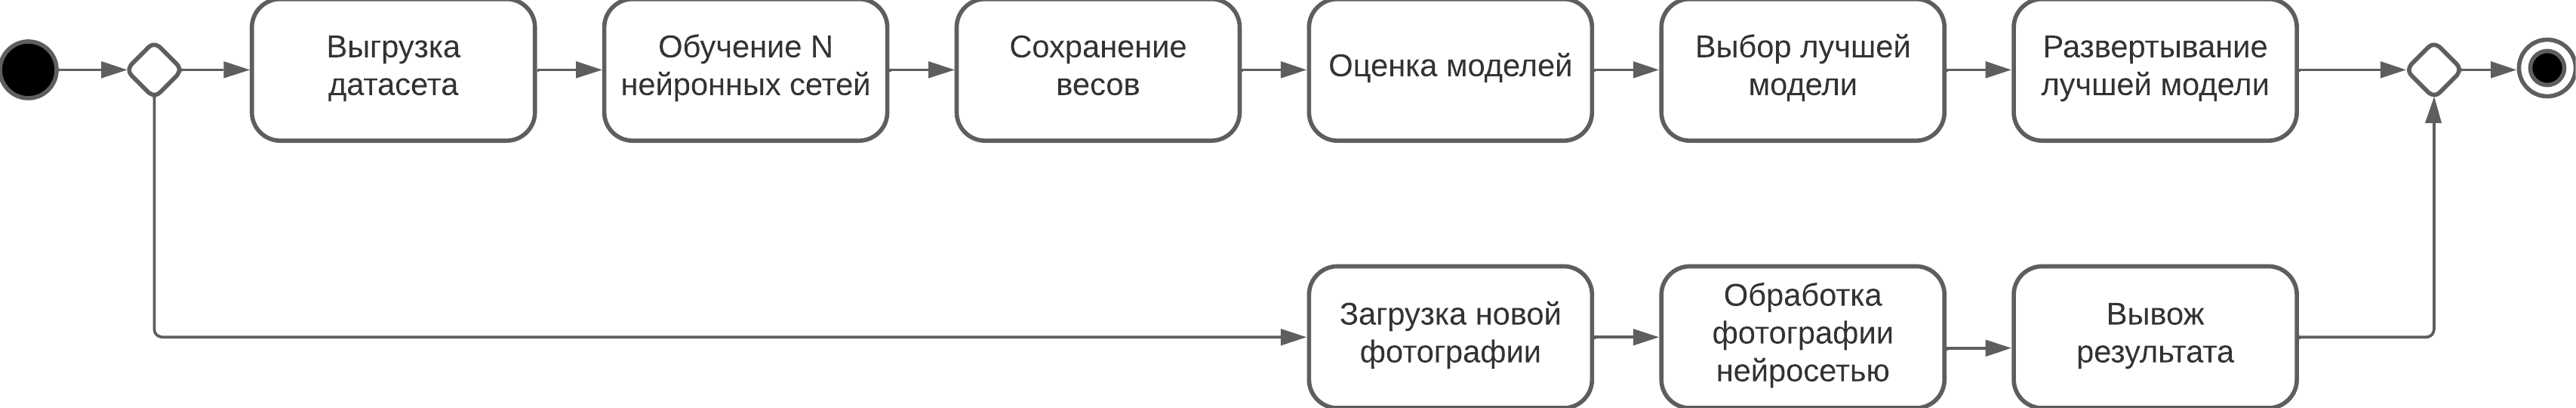 Выгрузка
датасета
Обучение N
нейронных сетей
Сохранение
весов
Оценка моделей
Выбор лучшей
модели
Развертывание
лучшей модели
Загрузка новой
фотографии
Обработка
фотографии
нейросетью
Вывож
результата